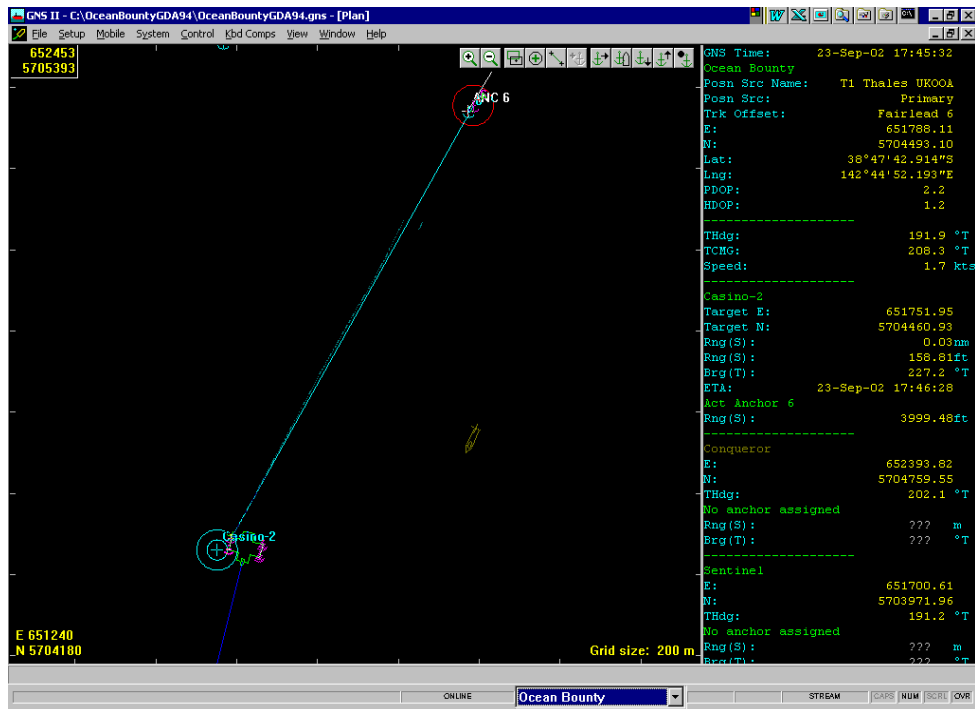 GNS II - C:\OceanBountyGDA94\OceanBountyGDA94.gns - [Plan]
File Setup Mobile System Control Kbd Comps View Window Help
652453
5705393
ANC 6
Casino-2
E 651240
N 5704180
Grid size: 200 m
GNS Time: 23-Sep-02 17:45:32
Ocean Bounty
Posn Src Name: T1 Thales UKOOA
Posn Src: Primary
Trk Offset: Fairlead 6
E: 651788.11
N: 5704493.10
Lat: 38°47'42.914"S
Lng: 142°44'52.193"E
PDOP: 2.2
HDOP: 1.2
--------------------
THdg: 191.9 °T
TCMG: 208.3 °T
Speed: 1.7 kts
--------------------
Casino-2
Target E: 651751.95
Target N: 5704460.93
Rng(S): 0.03nm
Rng(S): 158.81ft
Brg(T): 227.2 °T
ETA: 23-Sep-02 17:46:28
Act Anchor 6
Rng(S): 3999.48ft
--------------------
Conqueror
E: 652393.82
N: 5704759.55
THdg: 202.1 °T
No anchor assigned
Rng(S): ??? m
Brg(T): ??? °T
--------------------
Sentinel
E: 651700.61
N: 5703971.96
THdg: 191.2 °T
No anchor assigned
Rng(S): ??? m
Brg(T): ??? °T
ONLINE Ocean Bounty STREAM CAPS NUM SCRL OVR